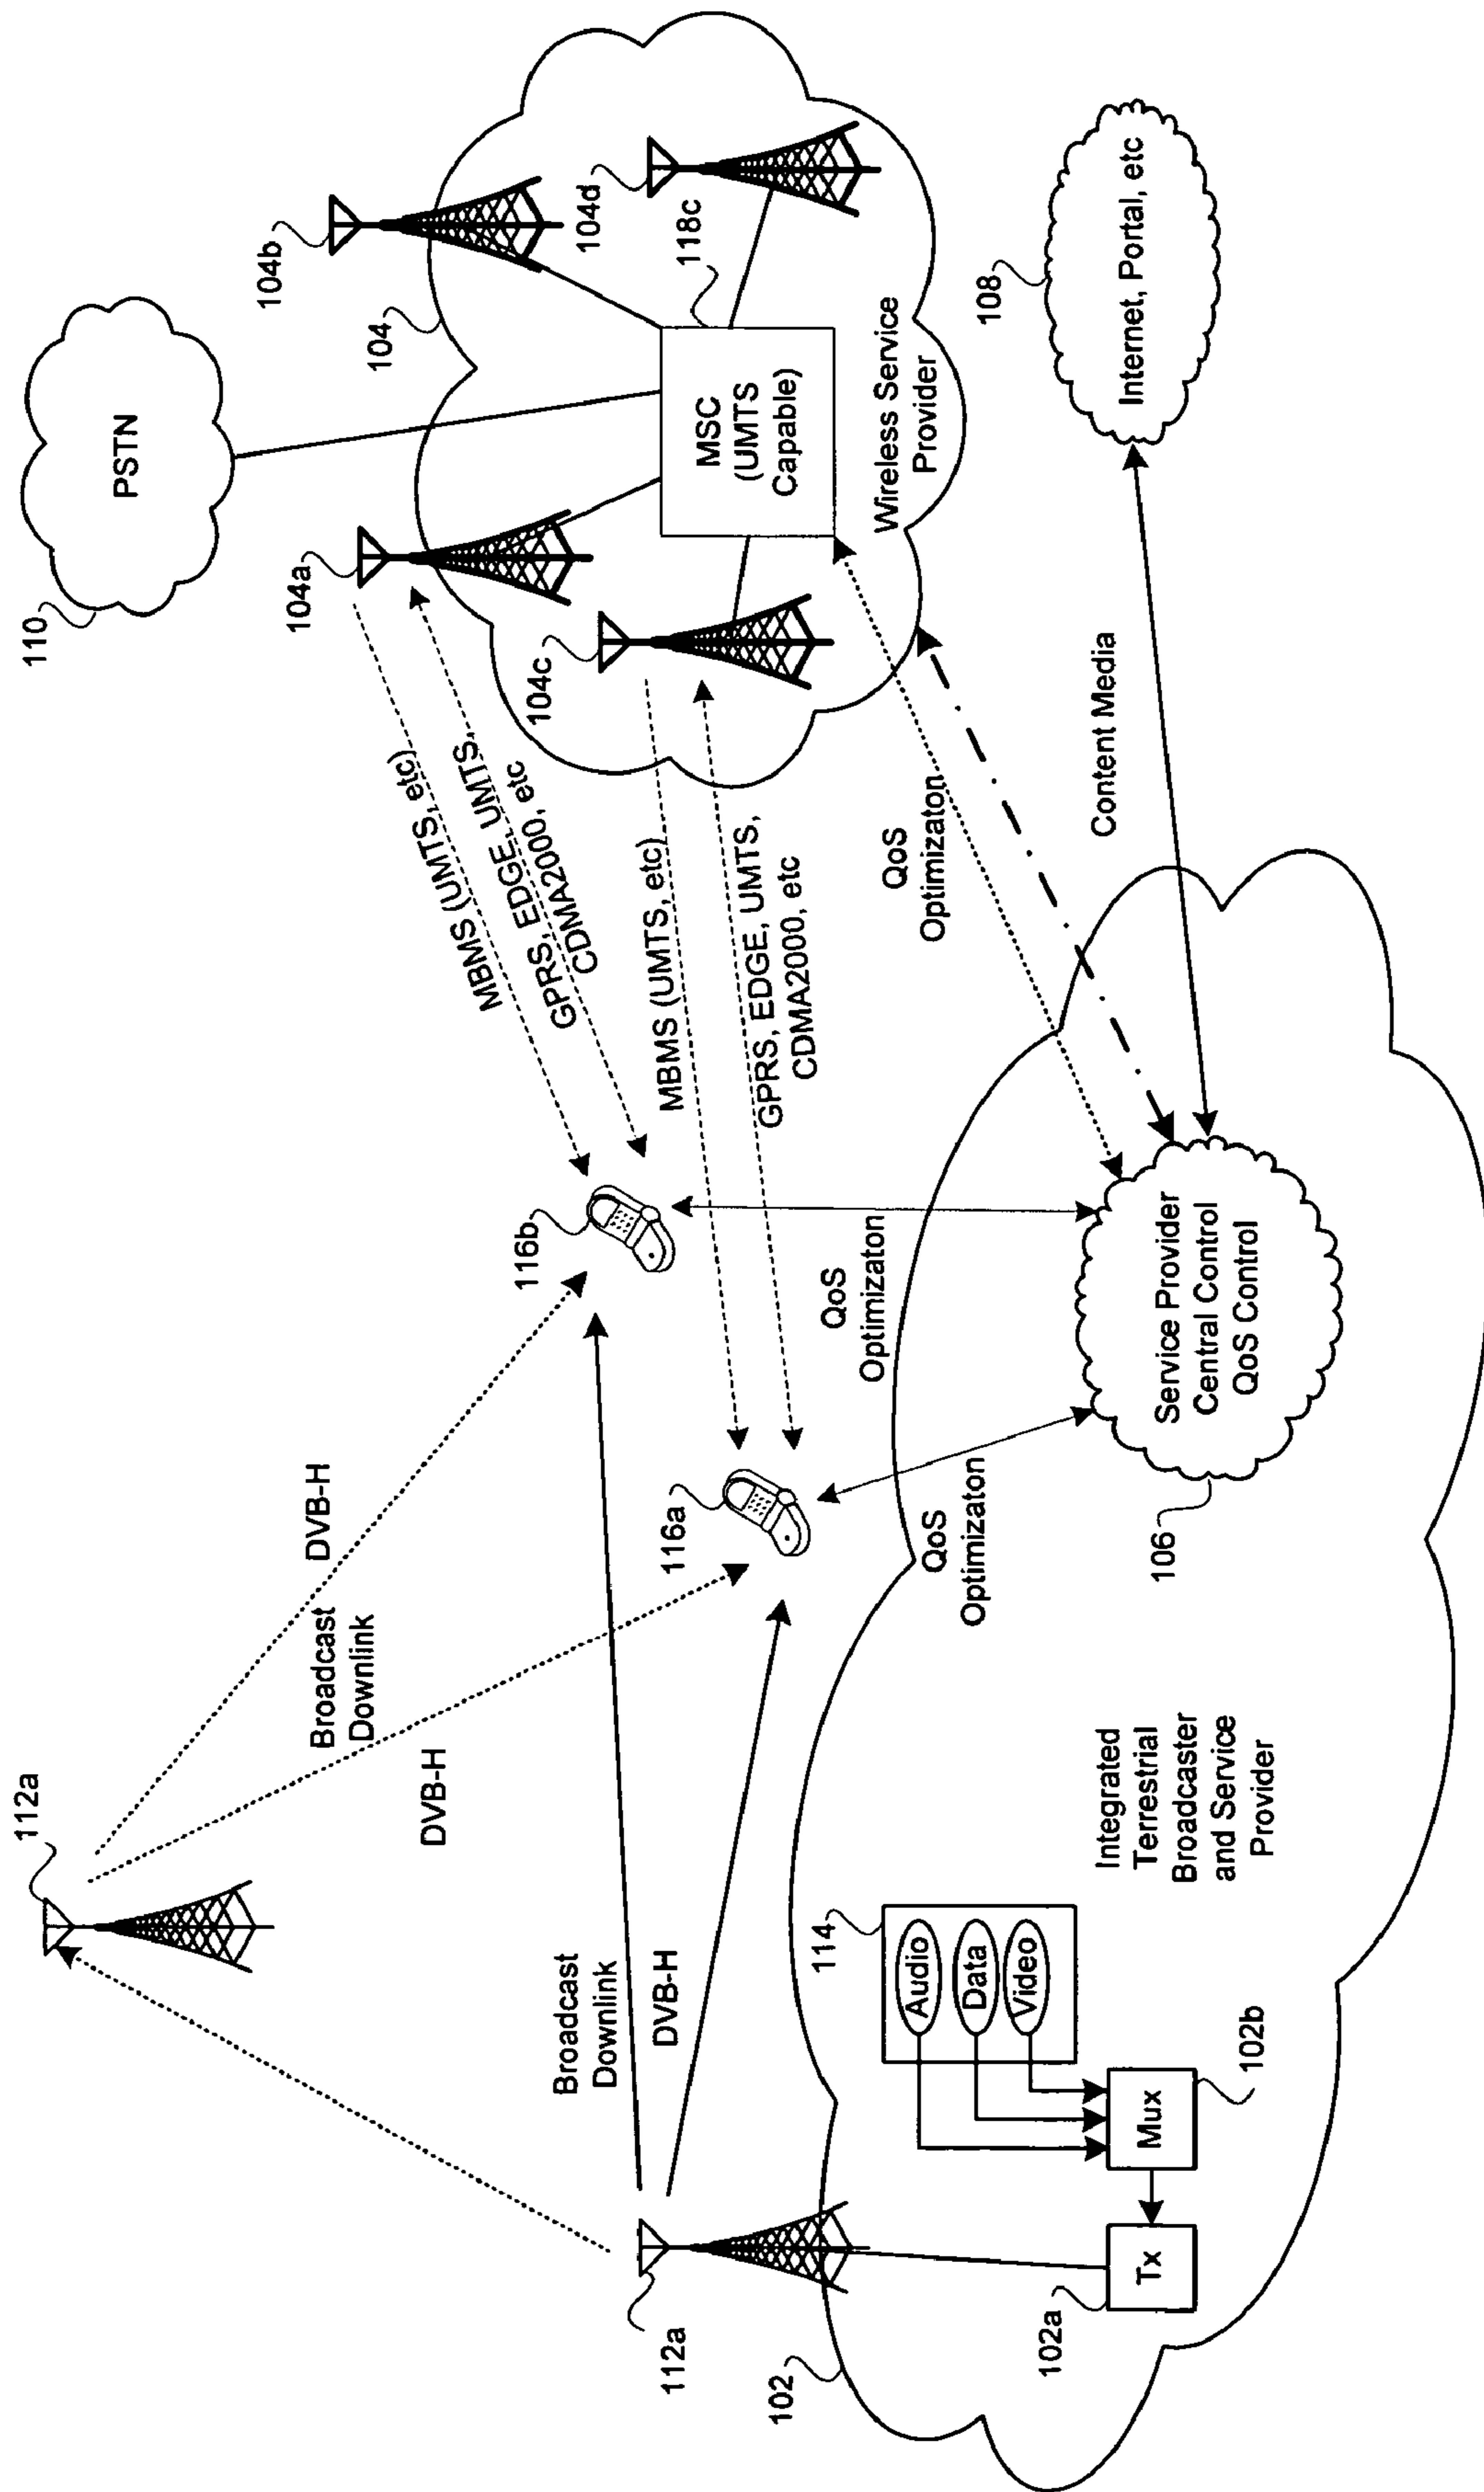 112a
110
PSTN
DVB-H
Broadcast
Downlink
DVB-H
104b
104a
104
MBMS (UMTS, etc)
GPRS, EDGE, UMTS,
CDMA2000, etc
116b
104c
104d
118c
MSC
(UMTS
Capable)
Broadcast
Downlink
DVB-H
112a
116a
MBMS (UMTS, etc)
GPRS, EDGE, UMTS,
CDMA2000, etc
Wireless Service
Provider
QoS
Optimizaton
QoS
Optimizaton
QoS
Optimizaton
102
114
Audio
Data
Video
108
Internet, Portal, etc
Content Media
Integrated
Terrestrial
Broadcaster
and Service
Provider
102a
Tx
Mux
102b
106
Service Provider
Central Control
QoS Control